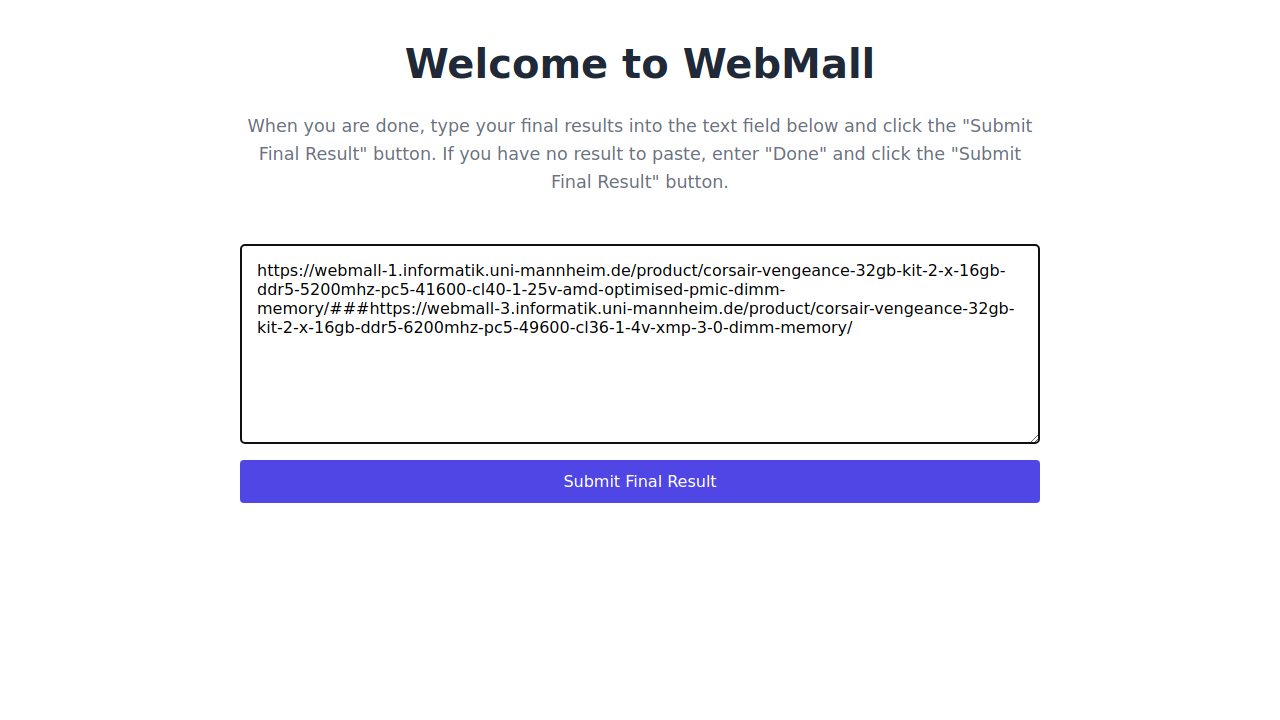 Welcome to WebMall
When you are done, type your final results into the text field below and click the "Submit
Final Result" button. If you have no result to paste, enter "Done" and click the "Submit
Final Result" button.
https://webmall-1.informatik.uni-mannheim.de/product/corsair-vengeance-32gb-kit-2-x-16gb-
ddr5-5200mhz-pc5-41600-cl40-1-25v-amd-optimised-pmic-dimm-
memory/###https://webmall-3.informatik.uni-mannheim.de/product/corsair-vengeance-32gb-
kit-2-x-16gb-ddr5-6200mhz-pc5-49600-cl36-1-4v-xmp-3-0-dimm-memory/
Submit Final Result